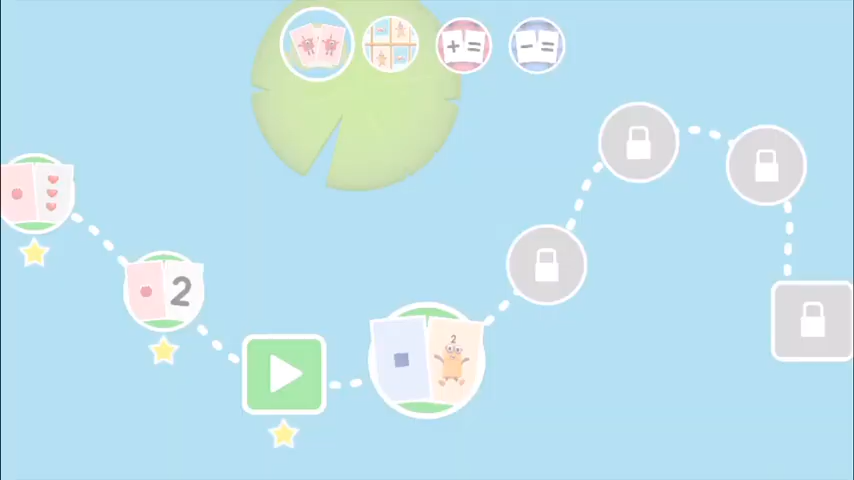 + =
- =
2
2